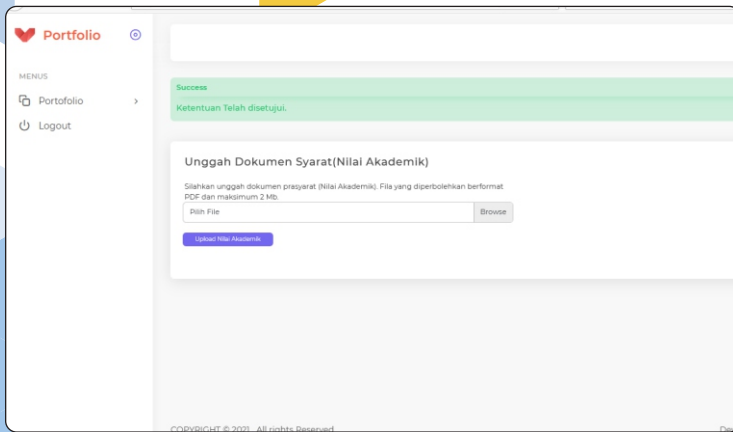 Portfolio
MENUS
Portofolio
Logout
Success
Ketentuan Telah disetujui.
Unggah Dokumen Syarat(Nilai Akademik)
Silahkan unggah dokumen prasyarat (Nilai Akademik). Fila yang diperbolehkan berformat
PDF dan maksimum 2 Mb.
Pilih File
Browse
Upload Nilai Akademik
COPYRIGHT © 2021 All rights Reserved